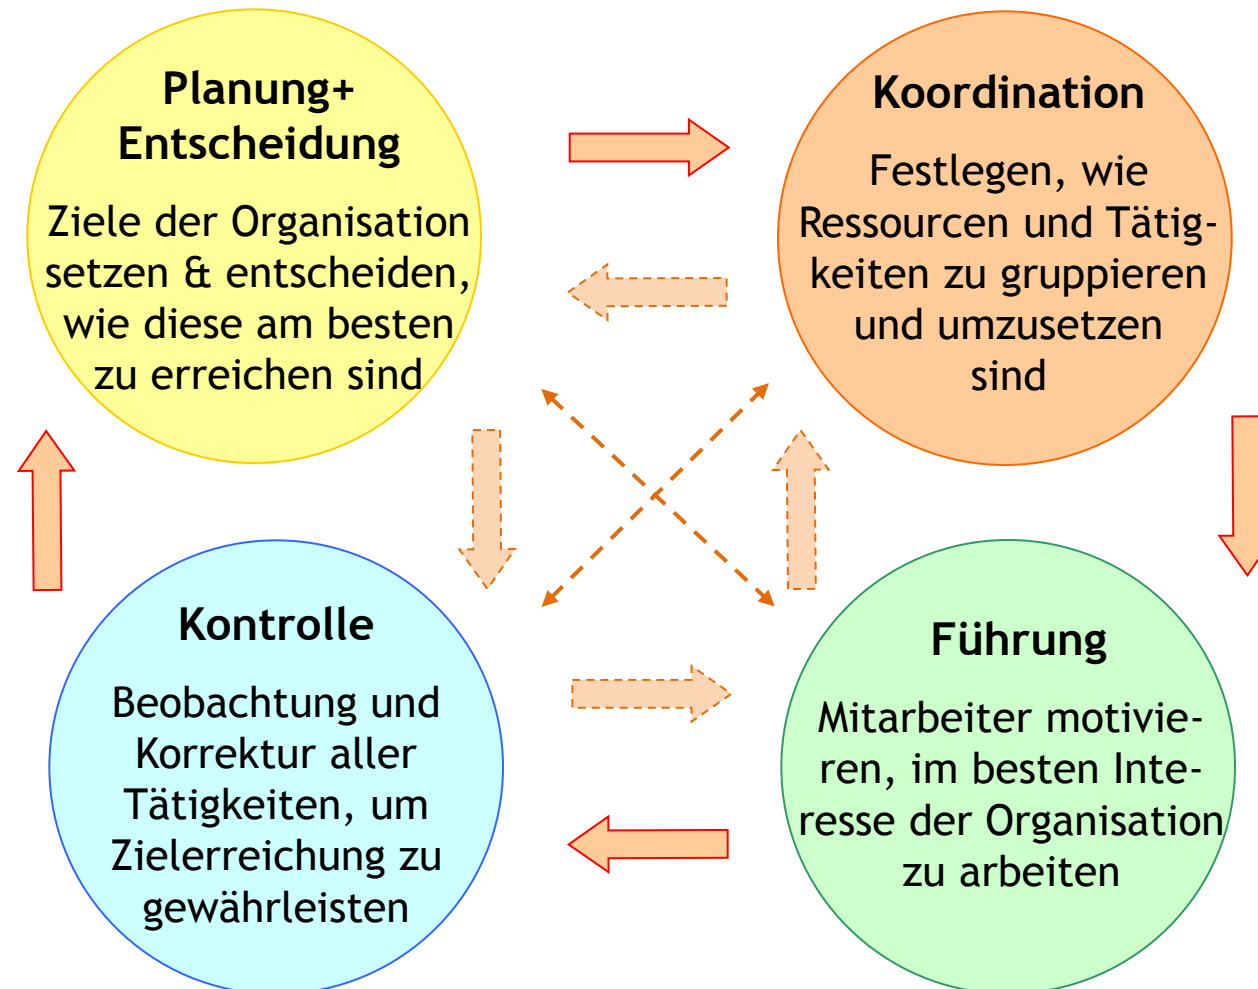 Planung+
Entscheidung
Ziele der Organisation
setzen & entscheiden,
wie diese am besten
zu erreichen sind
Koordination
Festlegen, wie
Ressourcen und Tätig-
keiten zu gruppieren
und umzusetzen
sind
Kontrolle
Beobachtung und
Korrektur aller
Tätigkeiten, um
Zielerreichung zu
gewährleisten
Führung
Mitarbeiter motivie-
ren, im besten Inte-
resse der Organisation
zu arbeiten